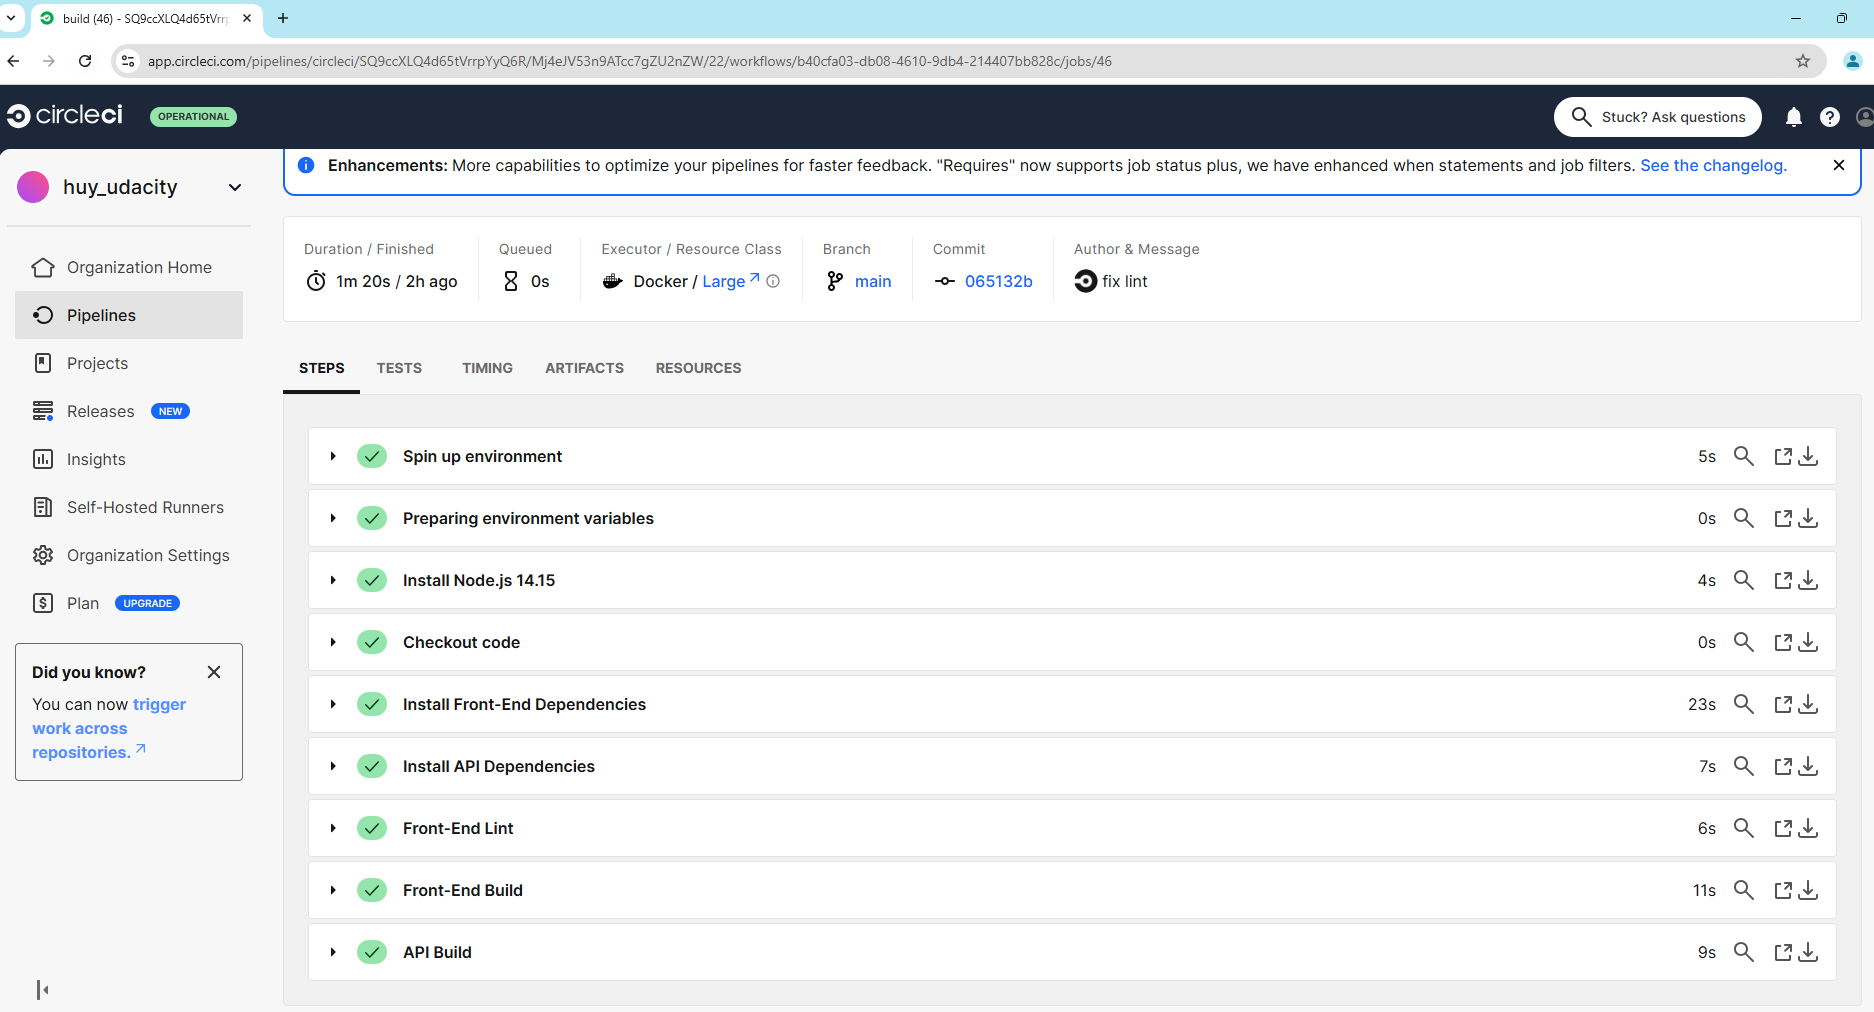 build (46) - SQ9ccXLQ4d65tVrrp
app.circleci.com/pipelines/circleci/SQ9ccXLQ4d65tVrrpYyQ6R/Mj4eJV53n9ATcc7gZU2nZW/22/workflows/b40cfa03-db08-4610-9db4-214407bb828c/jobs/46
circleci
OPERATIONAL
Stuck? Ask questions
huy_udacity
Organization Home
Pipelines
Projects
Releases NEW
Insights
Self-Hosted Runners
Organization Settings
Plan UPGRADE
Did you know?
You can now trigger
work across
repositories.
Enhancements: More capabilities to optimize your pipelines for faster feedback. "Requires" now supports job status plus, we have enhanced when statements and job filters. See the changelog.
Duration / Finished
1m 20s / 2h ago
Queued
0s
Executor / Resource Class
Docker / Large
Branch
main
Commit
065132b
Author & Message
fix lint
STEPS TESTS TIMING ARTIFACTS RESOURCES
Spin up environment 5s
Preparing environment variables 0s
Install Node.js 14.15 4s
Checkout code 0s
Install Front-End Dependencies 23s
Install API Dependencies 7s
Front-End Lint 6s
Front-End Build 11s
API Build 9s